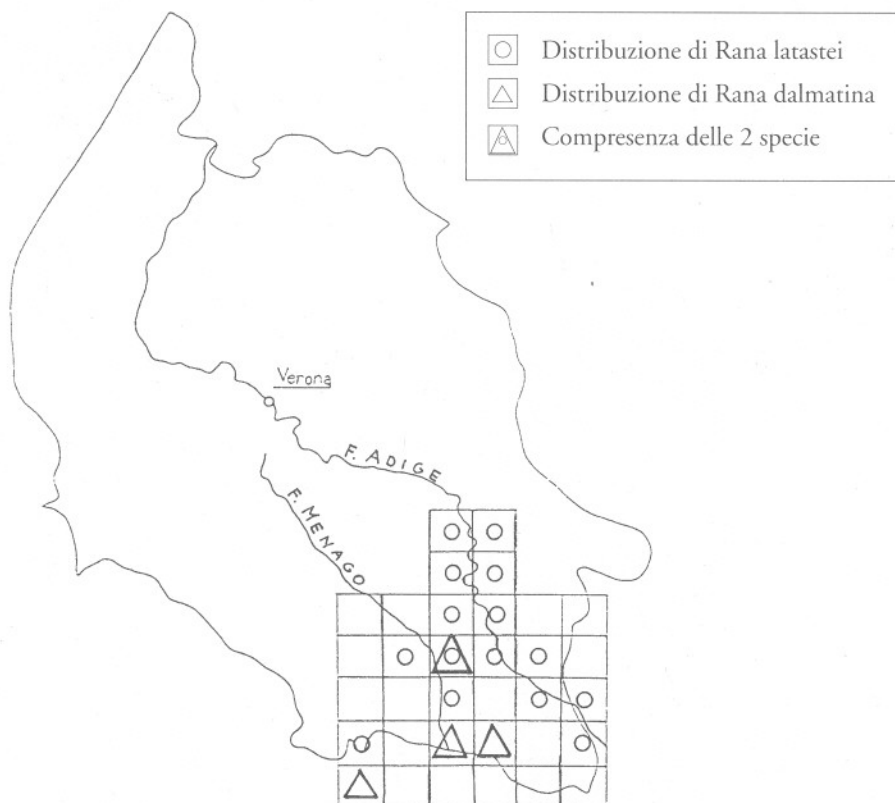 Distribuzione di Rana latastei
Distribuzione di Rana dalmatina
Compresenza delle 2 specie
Verona
F. ADIGE
F. MENAGO